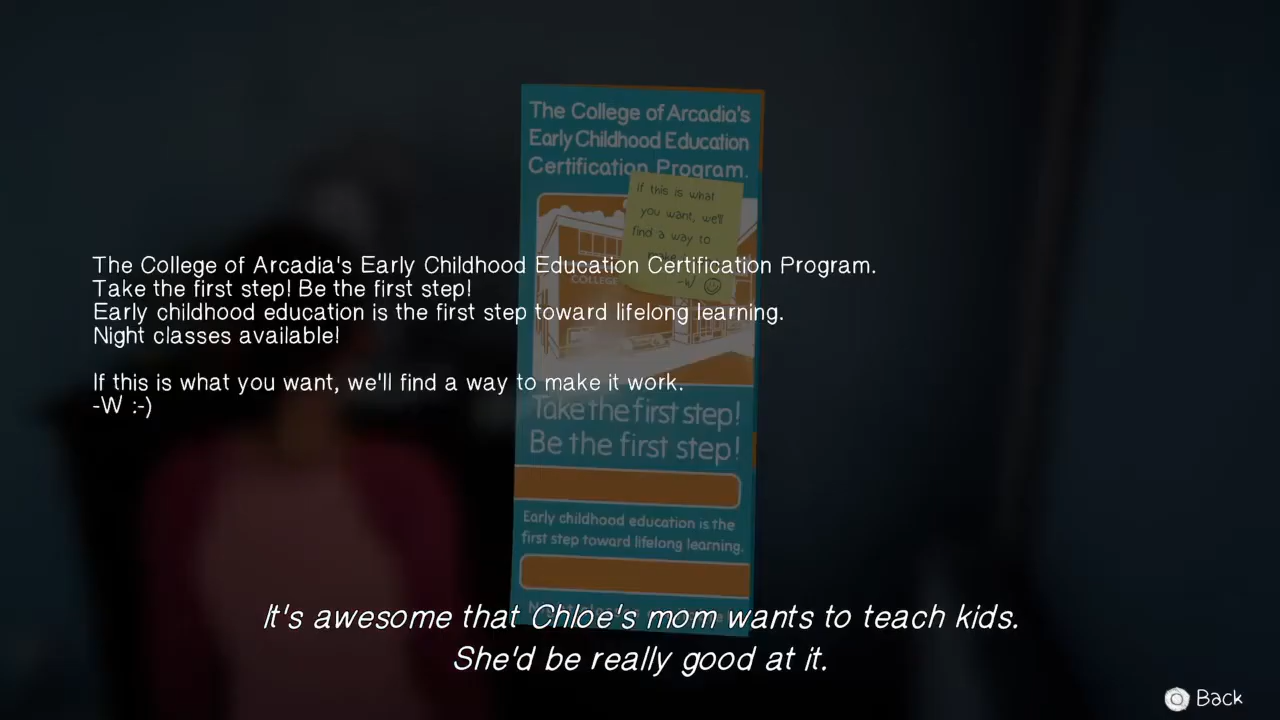 The College of Arcadia's
Early Childhood Education
Certification Program.
If this is what
you want, we'll
find a way to
make
-W ☺
COLLEGE
The College of Arcadia's Early Childhood Education Certification Program.
Take the first step! Be the first step!
Early childhood education is the first step toward lifelong learning.
Night classes available!
If this is what you want, we'll find a way to make it work.
-W :-)
Take the first step!
Be the first step!
Early childhood education is the
first step toward lifelong learning.
It's awesome that Chloe's mom wants to teach kids.
She'd be really good at it.
Back